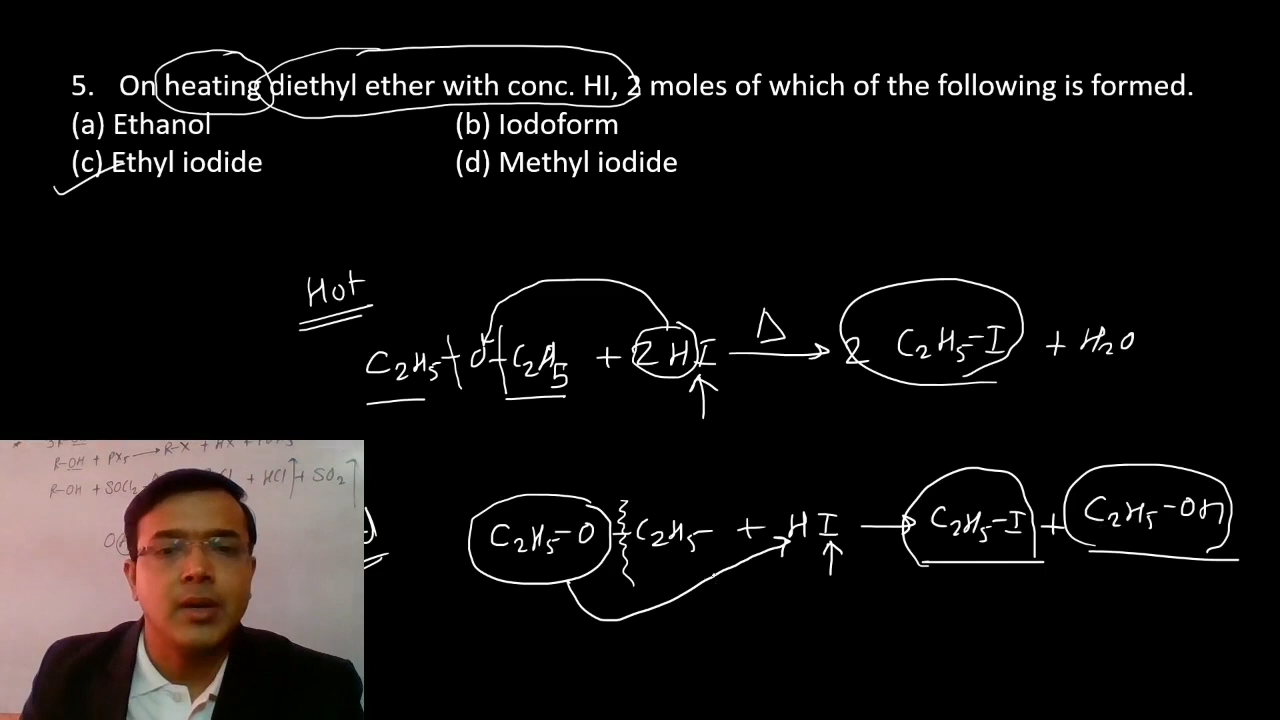 5. On heating diethyl ether with conc. HI, 2 moles of which of the following is formed.
(a) Ethanol (b) Iodoform
(c) Ethyl iodide (d) Methyl iodide
Hot
C₂H₅-O-C₂H₅ + 2HI Δ→ 2 C₂H₅-I + H₂O
R-OH + PX₅ → R-X + HX +
R-OH + SOCl₂ + HCl↑ + SO₂↑
C₂H₅-O-C₂H₅ + HI → C₂H₅-I + C₂H₅-OH